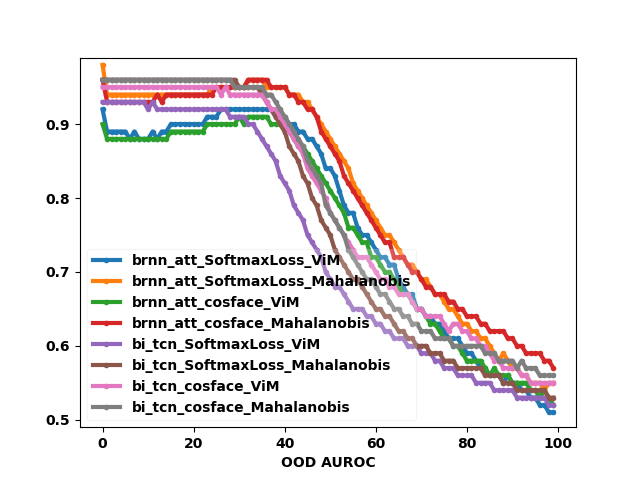 0.9
0.8
0.7
0.6
0.5
brnn_att_SoftmaxLoss_ViM
brnn_att_SoftmaxLoss_Mahalanobis
brnn_att_cosface_ViM
brnn_att_cosface_Mahalanobis
bi_tcn_SoftmaxLoss_ViM
bi_tcn_SoftmaxLoss_Mahalanobis
bi_tcn_cosface_ViM
bi_tcn_cosface_Mahalanobis
0 20 40 60 80 100
OOD AUROC